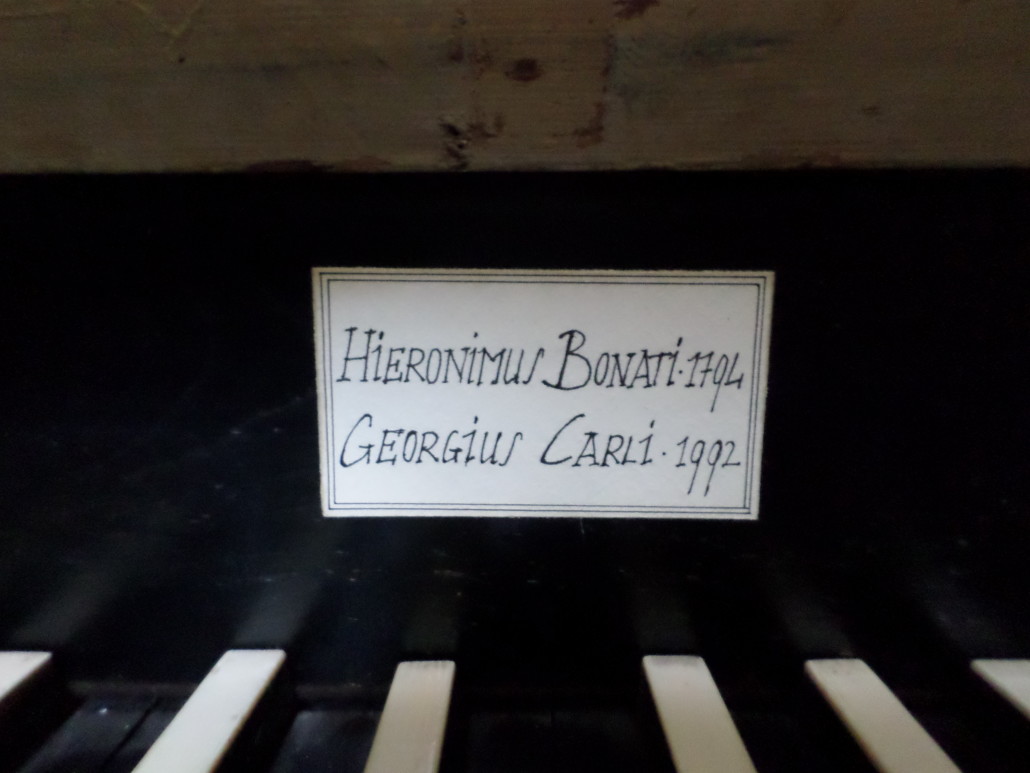 HiERONiMUS BONATi·1794
GEORGiUS CARLi·1992